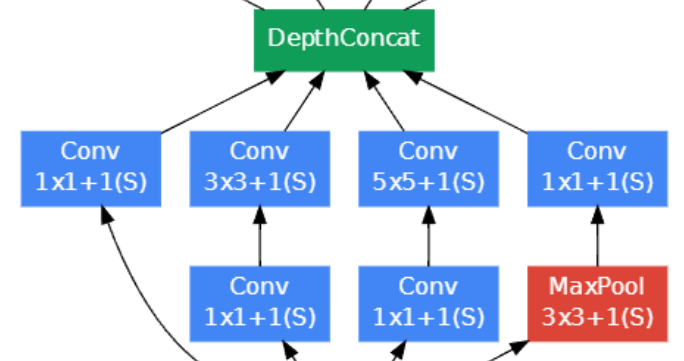 DepthConcat
Conv
1x1+1(S)
Conv
3x3+1(S)
Conv
5x5+1(S)
Conv
1x1+1(S)
Conv
1x1+1(S)
Conv
1x1+1(S)
MaxPool
3x3+1(S)